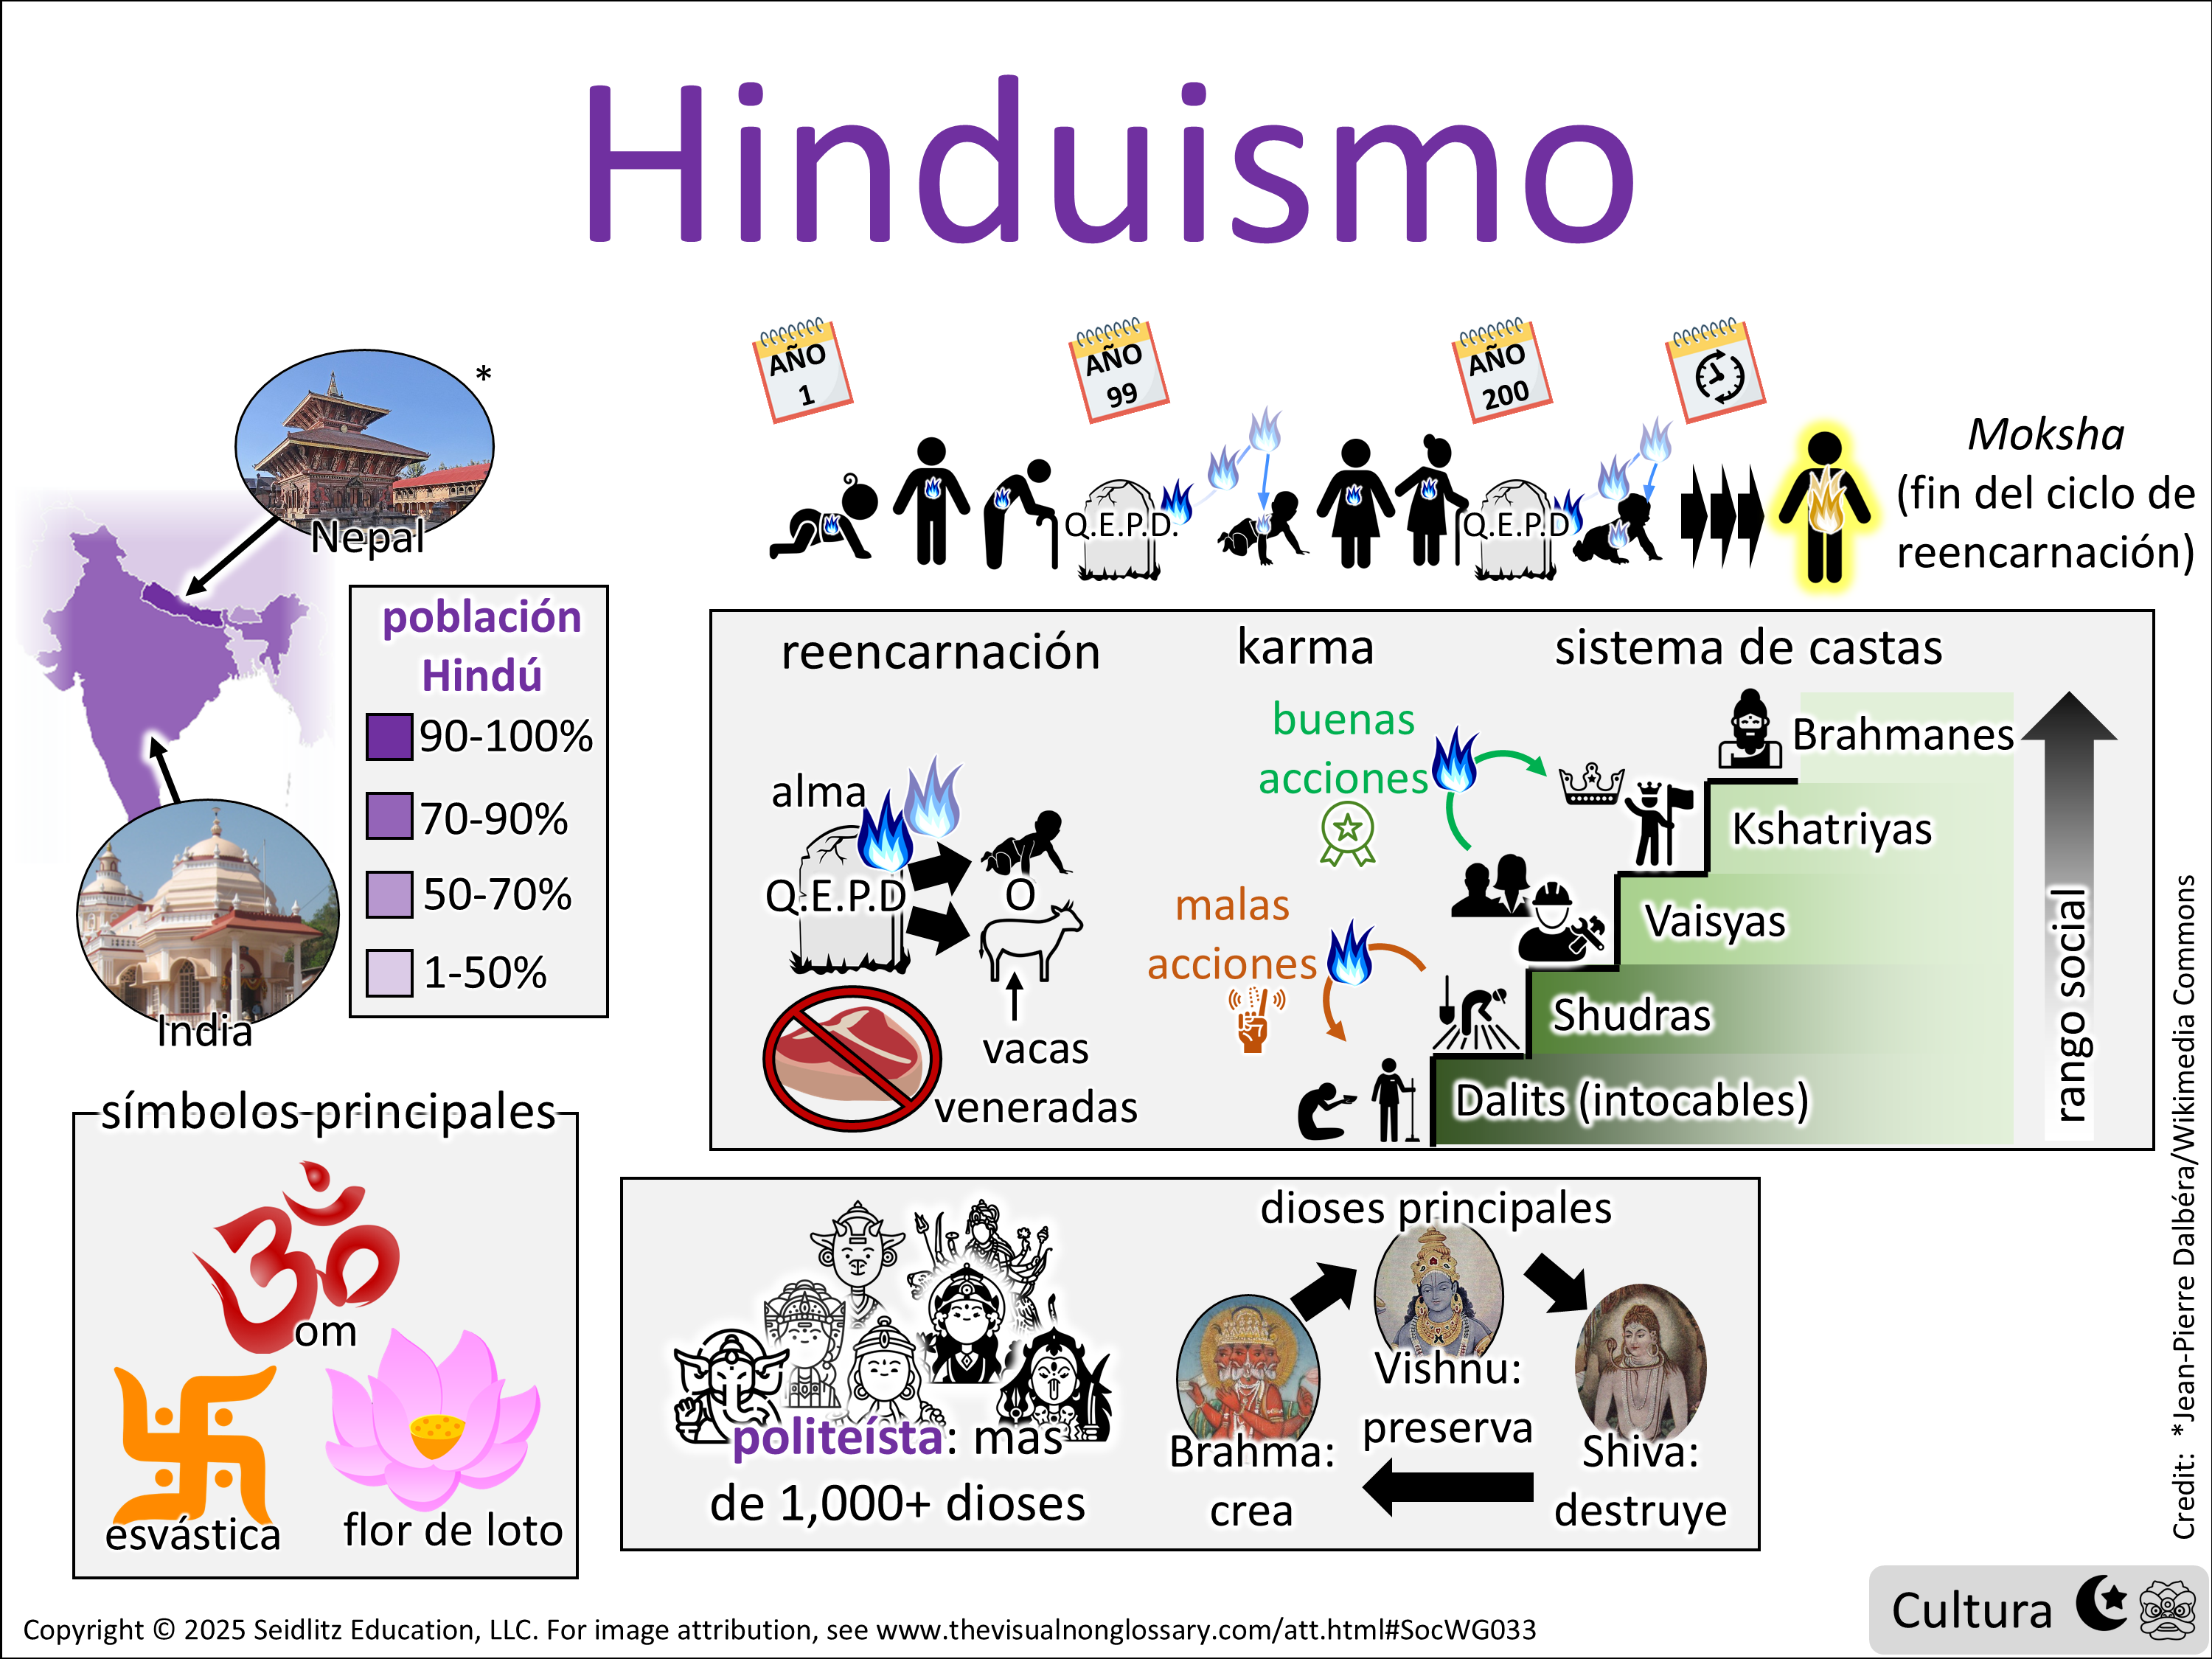 Hinduismo
AÑO
1
AÑO
99
AÑO
200
Q.E.P.D.
Q.E.P.D
Moksha
(fin del ciclo de
reencarnación)
*
Nepal
India
población
Hindú
90-100%
70-90%
50-70%
1-50%
reencarnación
alma
Q.E.P.D
O
vacas
veneradas
karma
buenas
acciones
malas
acciones
sistema de castas
Brahmanes
Kshatriyas
Vaisyas
Shudras
Dalits (intocables)
rango social
símbolos principales
om
esvástica
flor de loto
politeísta: mas
de 1,000+ dioses
dioses principales
Brahma:
crea
Vishnu:
preserva
Shiva:
destruye
Credit: *Jean-Pierre Dalbéra/Wikimedia Commons
Cultura
Copyright © 2025 Seidlitz Education, LLC. For image attribution, see www.thevisualnonglossary.com/att.html#SocWG033